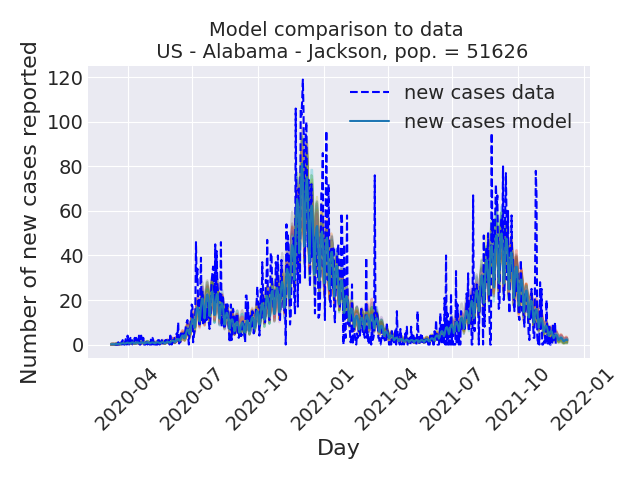 Model comparison to data
US - Alabama - Jackson, pop. = 51626
Number of new cases reported
120
100
80
60
40
20
0
new cases data
new cases model
2020-04
2020-07
2020-10
2021-01
2021-04
2021-07
2021-10
2022-01
Day